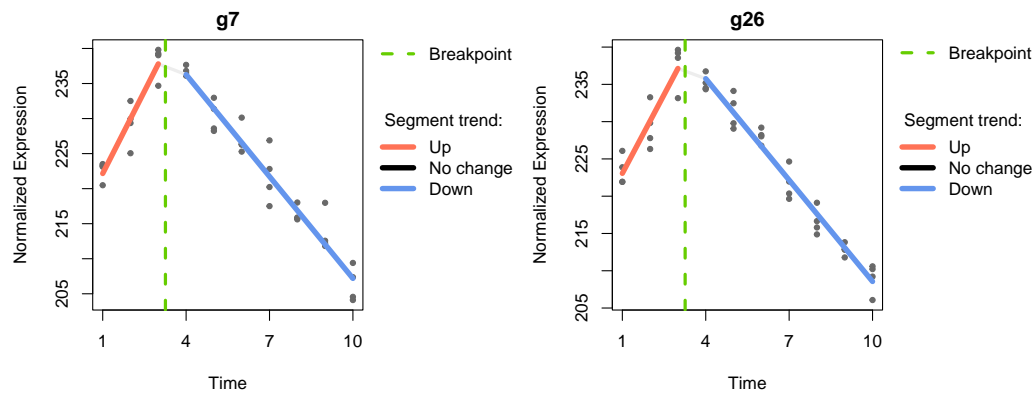 g7
Normalized Expression
235
225
215
205
1 4 7 10
Time
Breakpoint
Segment trend:
Up
No change
Down
g26
Normalized Expression
235
225
215
205
1 4 7 10
Time
Breakpoint
Segment trend:
Up
No change
Down